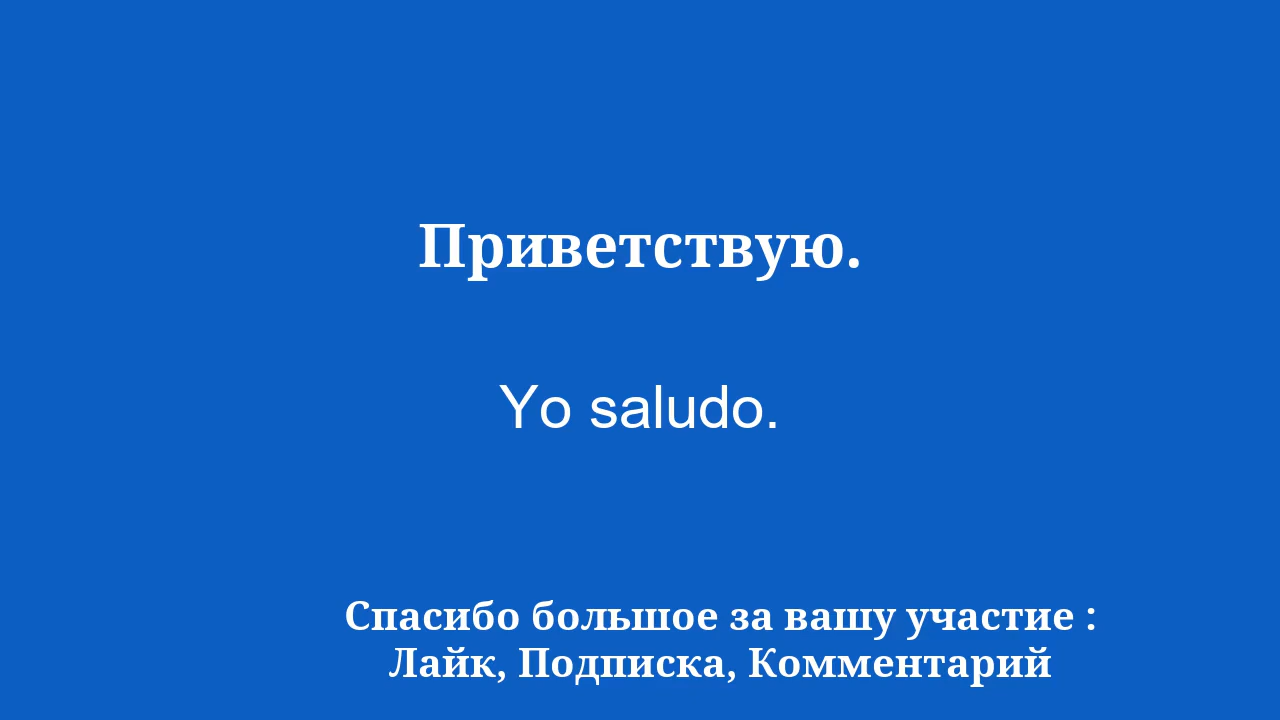 Приветствую.
Yo saludo.
Спасибо большое за вашу участие :
Лайк, Подписка, Комментарий